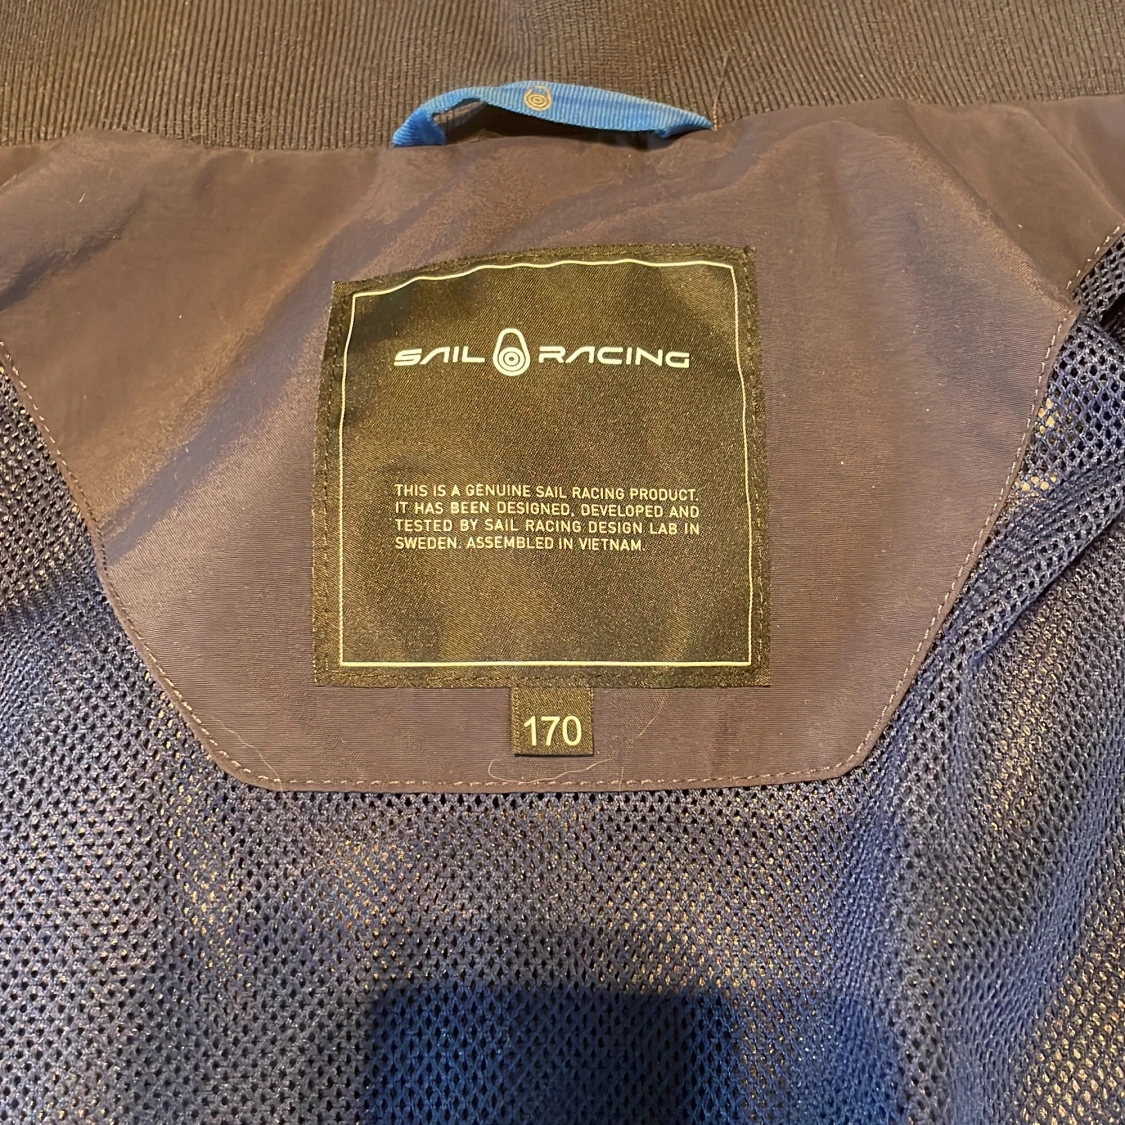 SAIL RACING
THIS IS A GENUINE SAIL RACING PRODUCT.
IT HAS BEEN DESIGNED, DEVELOPED AND
TESTED BY SAIL RACING DESIGN LAB IN
SWEDEN. ASSEMBLED IN VIETNAM.
170